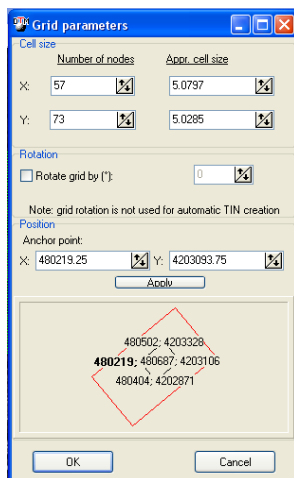 Grid parameters
Cell size
Number of nodes Appr. cell size
X: 57 5.0797
Y: 73 5.0285
Rotation
Rotate grid by (°): 0
Note: grid rotation is not used for automatic TIN creation
Position
Anchor point:
X: 480219.25 Y: 4203093.75
Apply
480502; 4203328
480219; 480687; 4203106
480404; 4202871
OK Cancel